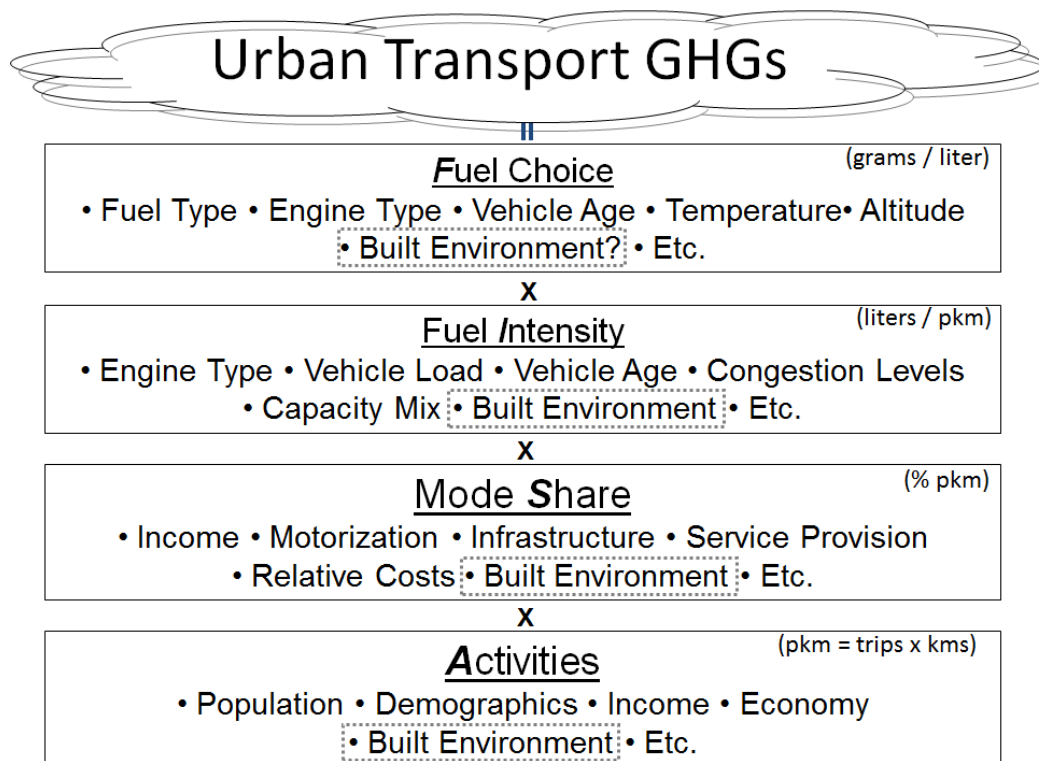 Urban Transport GHGs
=
Fuel Choice (grams / liter)
• Fuel Type • Engine Type • Vehicle Age • Temperature• Altitude
• Built Environment? • Etc.
X
Fuel Intensity (liters / pkm)
• Engine Type • Vehicle Load • Vehicle Age • Congestion Levels
• Capacity Mix • Built Environment • Etc.
X
Mode Share (% pkm)
• Income • Motorization • Infrastructure • Service Provision
• Relative Costs • Built Environment • Etc.
X
Activities (pkm = trips x kms)
• Population • Demographics • Income • Economy
• Built Environment • Etc.